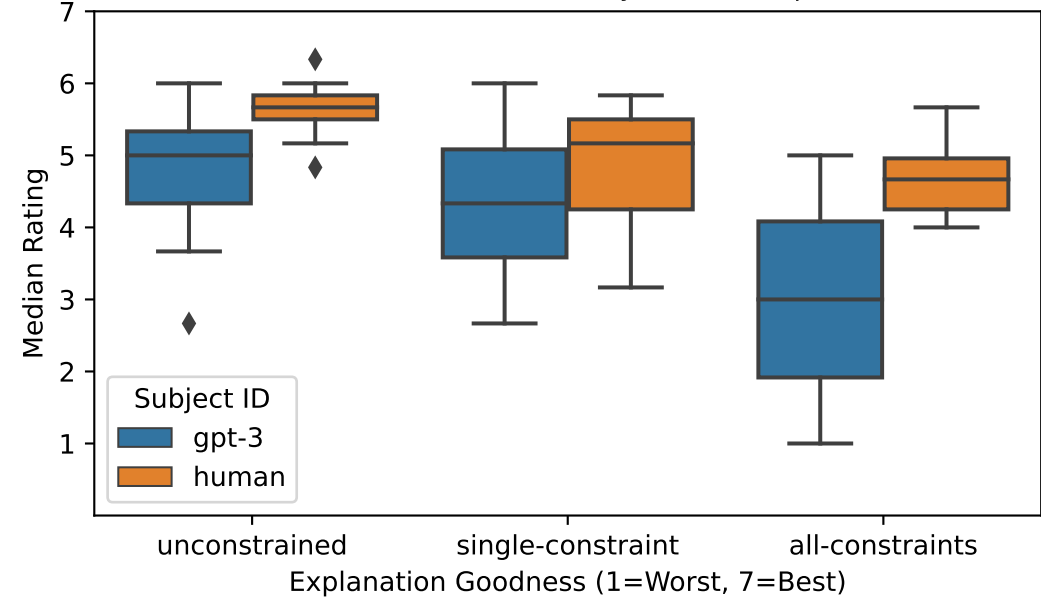 7
6
5
4
3
2
1
Median Rating
Subject ID
gpt-3
human
unconstrained single-constraint all-constraints
Explanation Goodness (1=Worst, 7=Best)